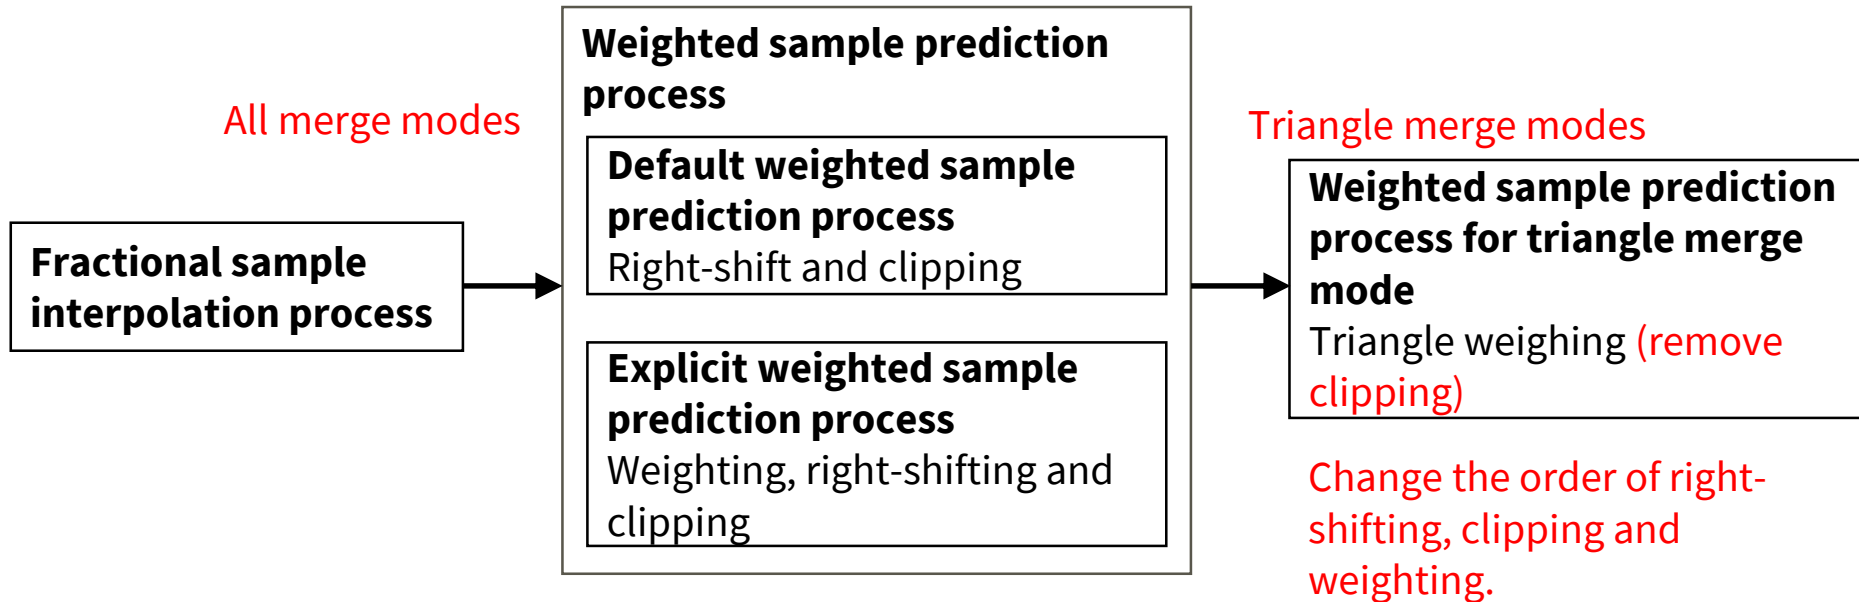 All merge modes
Fractional sample
interpolation process
Weighted sample prediction
process
Default weighted sample
prediction process
Right-shift and clipping
Explicit weighted sample
prediction process
Weighting, right-shifting and
clipping
Triangle merge modes
Weighted sample prediction
process for triangle merge
mode
Triangle weighing (remove
clipping)
Change the order of right-
shifting, clipping and
weighting.